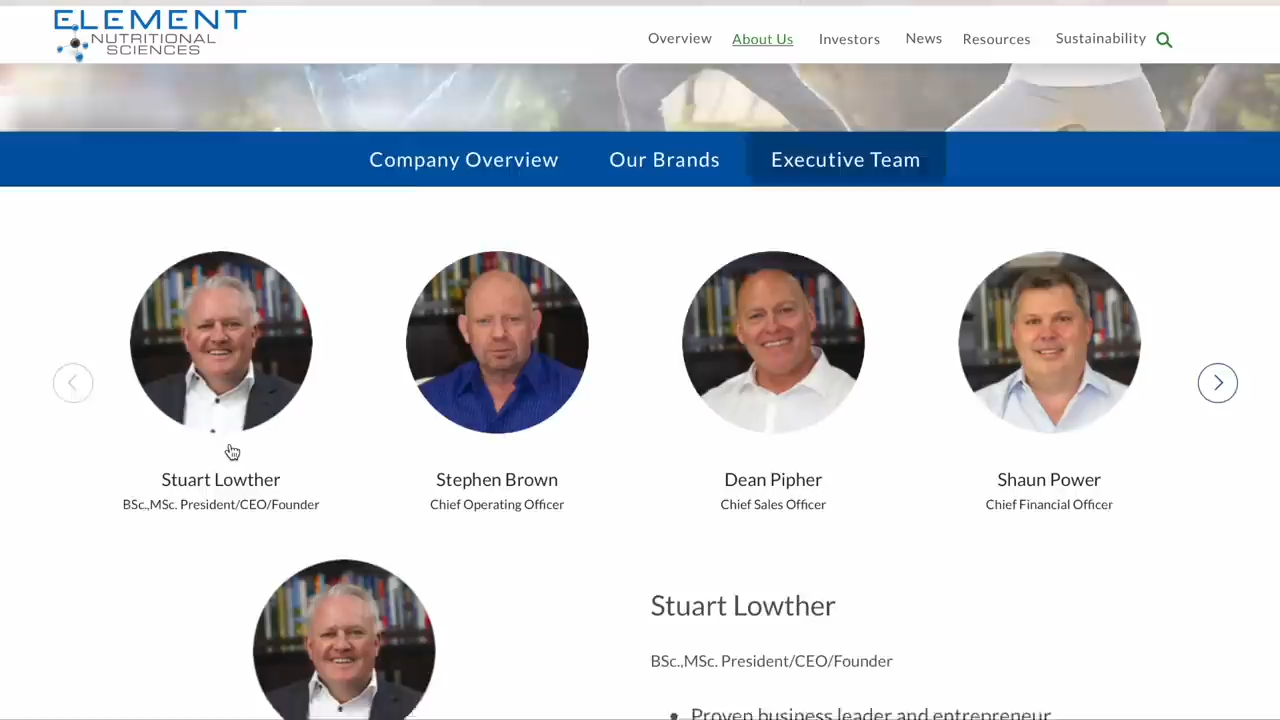 ELEMENT
NUTRITIONAL
SCIENCES
Overview About Us Investors News Resources Sustainability
Company Overview Our Brands Executive Team
Stuart Lowther Stephen Brown Dean Pipher Shaun Power
BSc.,MSc. President/CEO/Founder Chief Operating Officer Chief Sales Officer Chief Financial Officer
Stuart Lowther
BSc.,MSc. President/CEO/Founder
• Proven business leader and entrepreneur